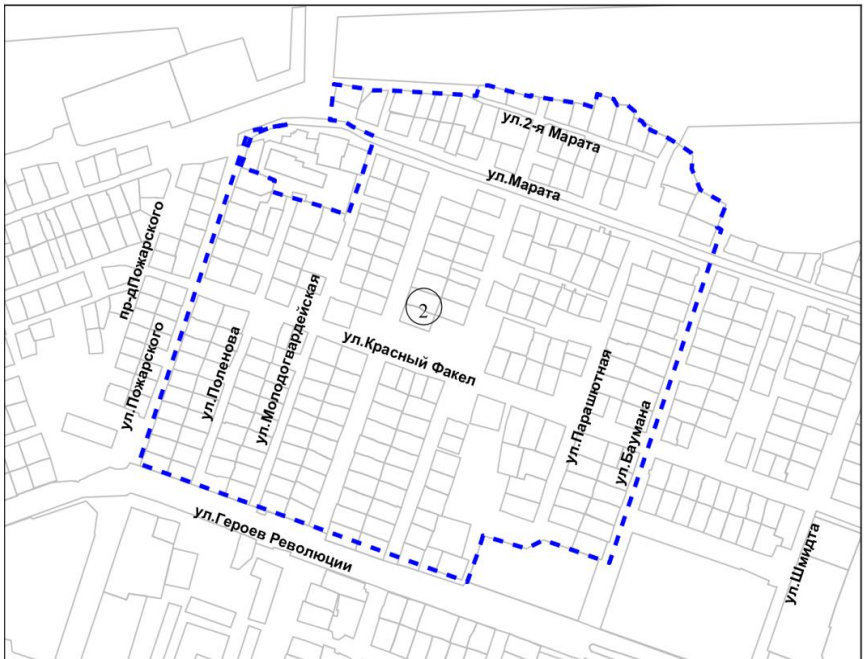 ул.2-я Марата
ул.Марата
пр-дПожарского
2
ул.Красный Факел
ул.Молодогвардейская
ул.Поленова
ул.Пожарского
ул.Парашютная
ул.Баумана
ул.Героев Революции
ул.Шмидта